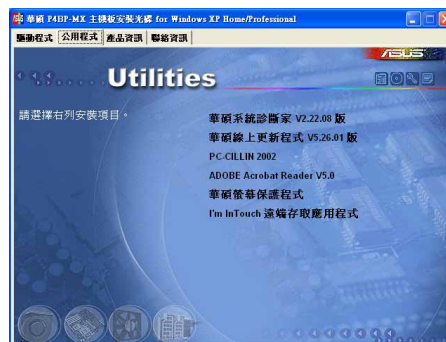 華碩 P4BP-MX 主機板安裝光碟 for Windows XP Home/Professional
驅動程式 公用程式 產品資訊 聯絡資訊
ASUS
Utilities
請選擇右列安裝項目。
華碩系統診斷家 V2.22.08 版
華碩線上更新程式 V5.26.01 版
PC-CILLIN 2002
ADOBE Acrobat Reader V5.0
華碩螢幕保護程式
I'm InTouch 遠端存取應用程式